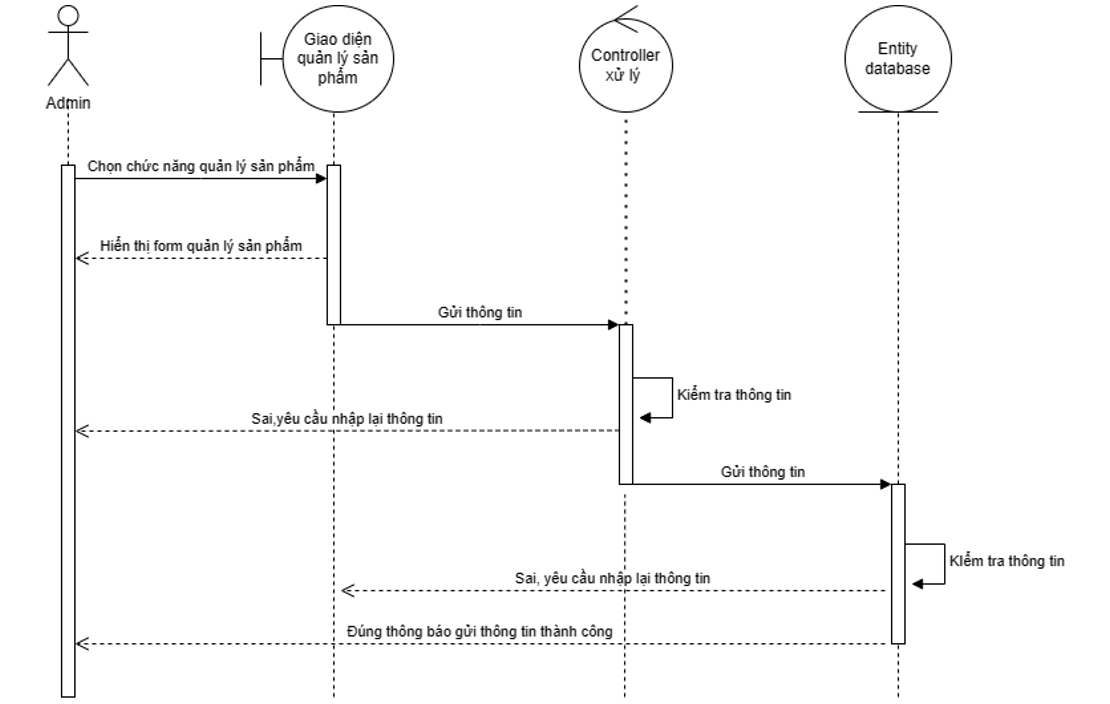 Giao diện
quản lý sản
phẩm
Controller
xử lý
Entity
database
Admin
Chọn chức năng quản lý sản phẩm
Hiển thị form quản lý sản phẩm
Gửi thông tin
Kiểm tra thông tin
Sai,yêu cầu nhập lại thông tin
Gửi thông tin
KIểm tra thông tin
Sai, yêu cầu nhập lại thông tin
Đúng thông báo gửi thông tin thành công